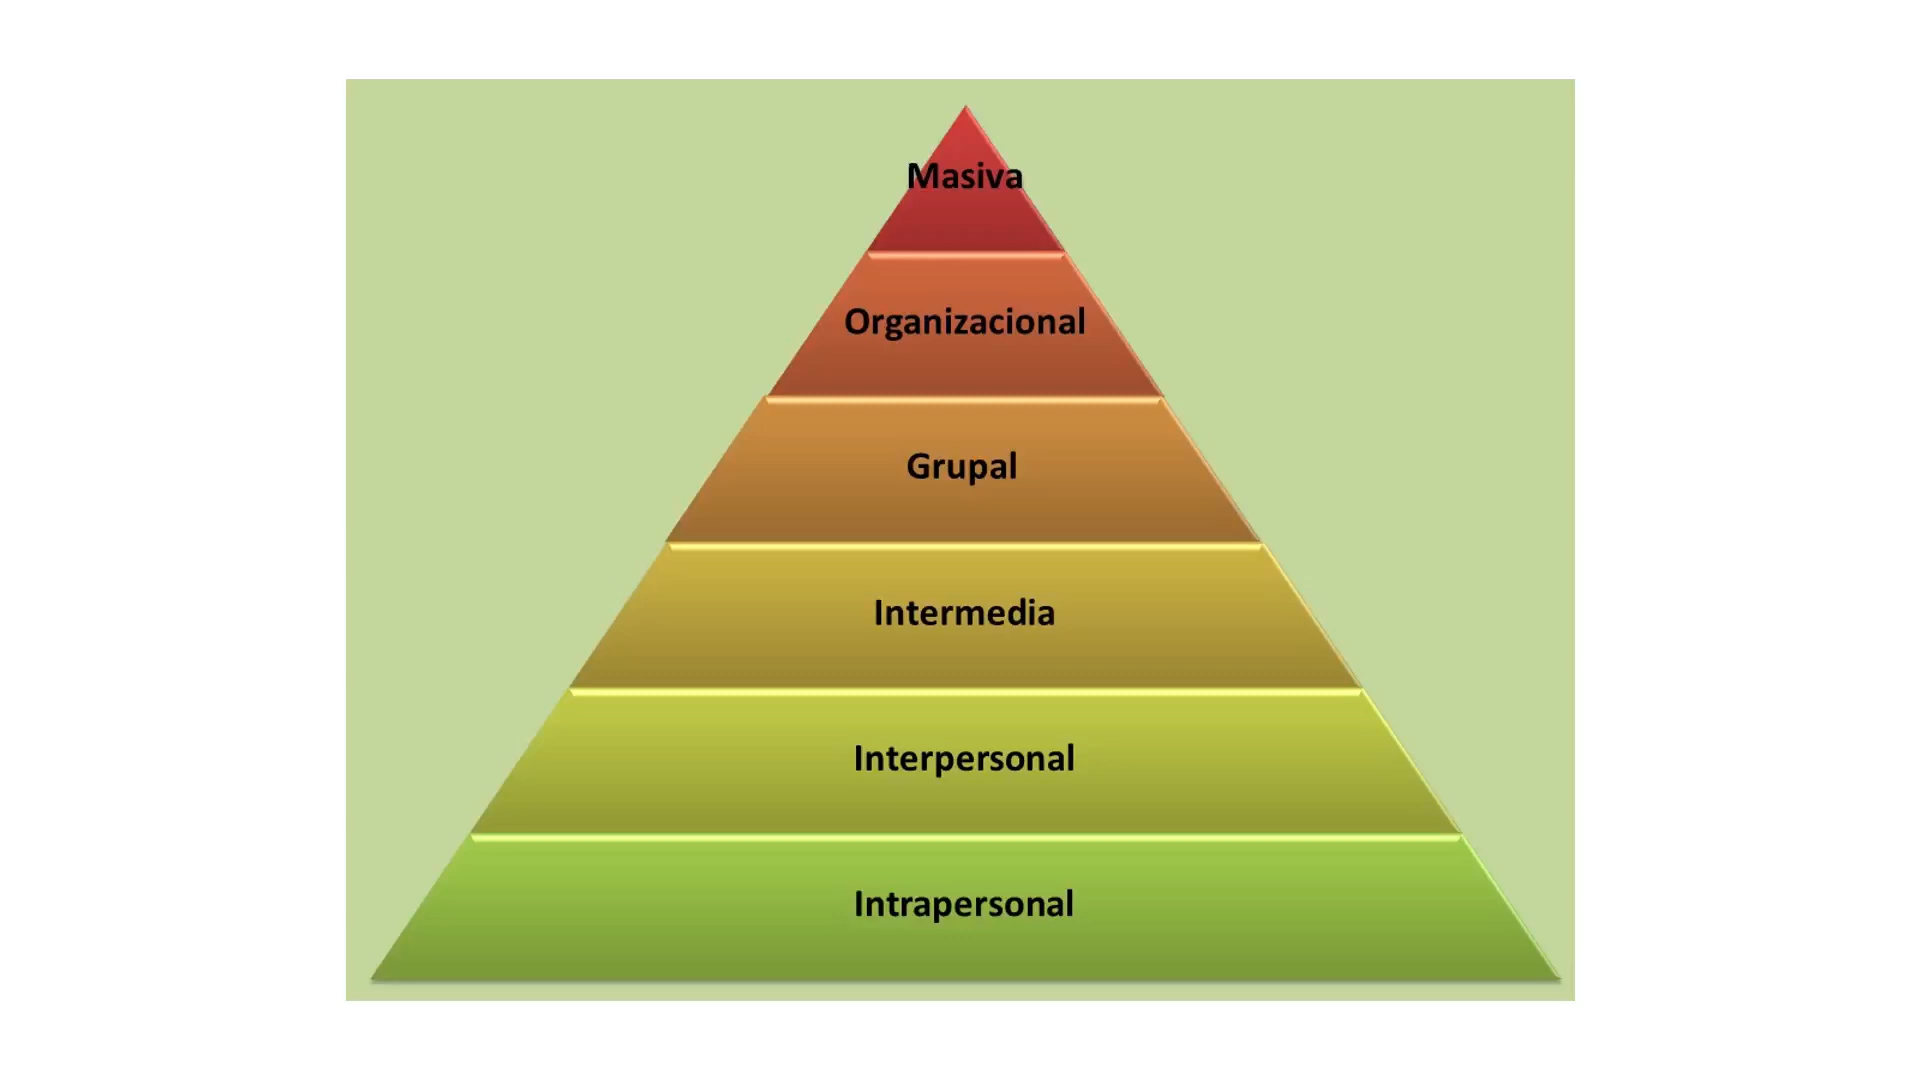 Masiva
Organizacional
Grupal
Intermedia
Interpersonal
Intrapersonal